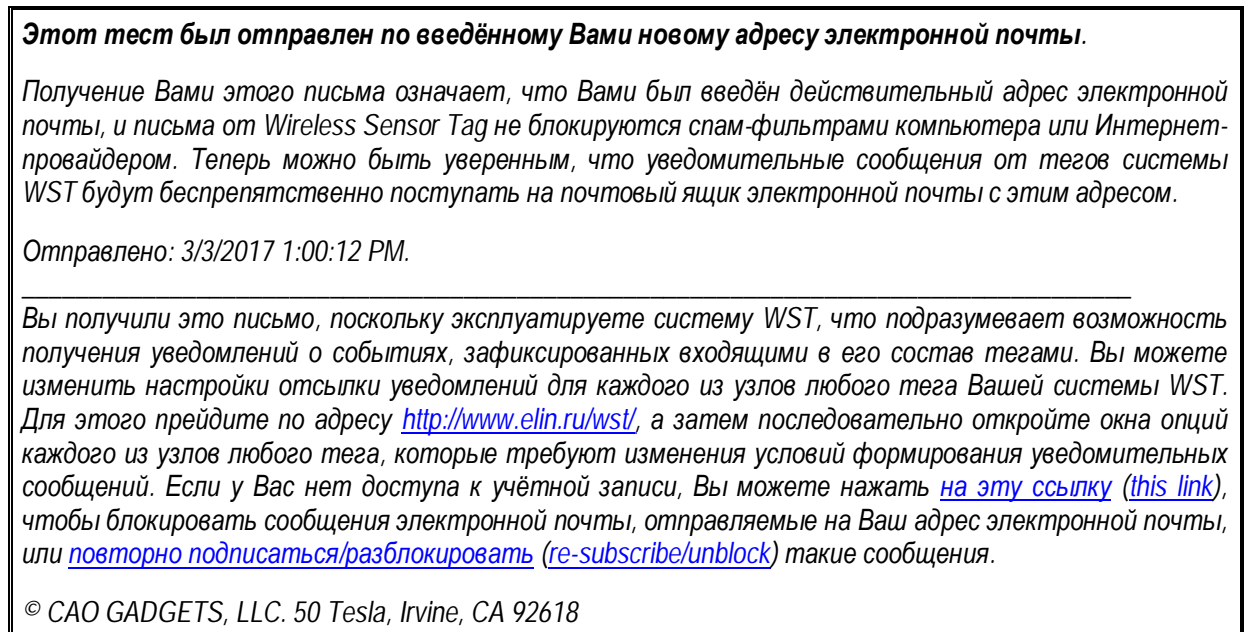 Этот тест был отправлен по введённому Вами новому адресу электронной почты.
Получение Вами этого письма означает, что Вами был введён действительный адрес электронной
почты, и письма от Wireless Sensor Tag не блокируются спам-фильтрами компьютера или Интернет-
провайдером. Теперь можно быть уверенным, что уведомительные сообщения от тегов системы
WST будут беспрепятственно поступать на почтовый ящик электронной почты с этим адресом.
Отправлено: 3/3/2017 1:00:12 PM.
Вы получили это письмо, поскольку эксплуатируете систему WST, что подразумевает возможность
получения уведомлений о событиях, зафиксированных входящими в его состав тегами. Вы можете
изменить настройки отсылки уведомлений для каждого из узлов любого тега Вашей системы WST.
Для этого прейдите по адресу http://www.elin.ru/wst/, а затем последовательно откройте окна опций
каждого из узлов любого тега, которые требуют изменения условий формирования уведомительных
сообщений. Если у Вас нет доступа к учётной записи, Вы можете нажать на эту ссылку (this link),
чтобы блокировать сообщения электронной почты, отправляемые на Ваш адрес электронной почты,
или повторно подписаться/разблокировать (re-subscribe/unblock) такие сообщения.
© CAO GADGETS, LLC. 50 Tesla, Irvine, CA 92618